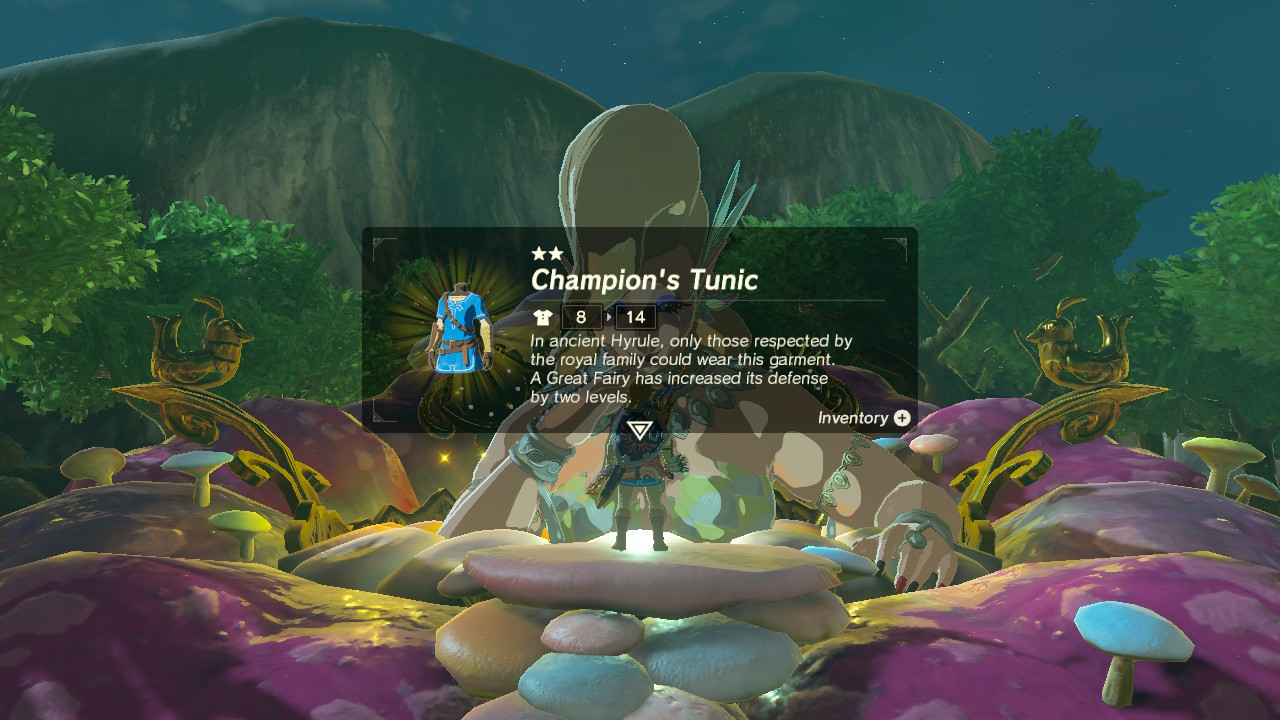 ★★
Champion's Tunic
8 14
In ancient Hyrule, only those respected by
the royal family could wear this garment.
A Great Fairy has increased its defense
by two levels.
Inventory